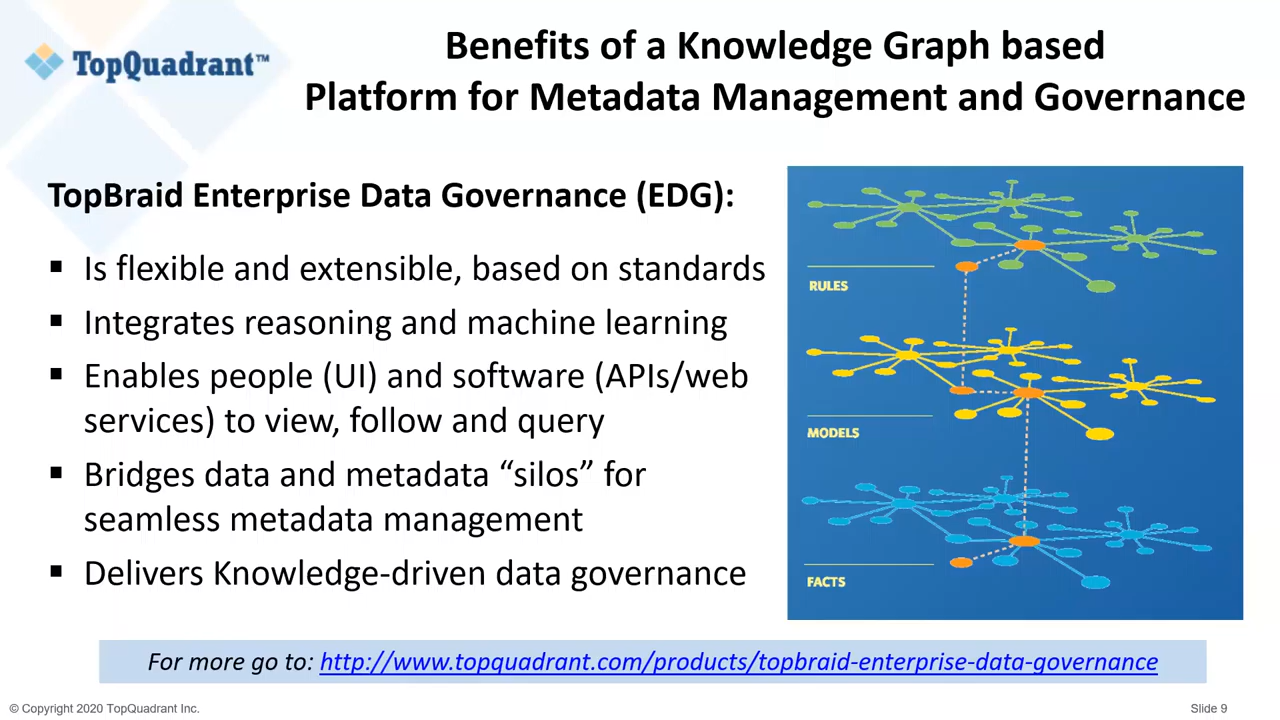 TopQuadrant™
Benefits of a Knowledge Graph based
Platform for Metadata Management and Governance
TopBraid Enterprise Data Governance (EDG):
▪ Is flexible and extensible, based on standards
▪ Integrates reasoning and machine learning
▪ Enables people (UI) and software (APIs/web
services) to view, follow and query
▪ Bridges data and metadata “silos” for
seamless metadata management
▪ Delivers Knowledge-driven data governance
RULES
MODELS
FACTS
For more go to: http://www.topquadrant.com/products/topbraid-enterprise-data-governance
© Copyright 2020 TopQuadrant Inc.
Slide 9